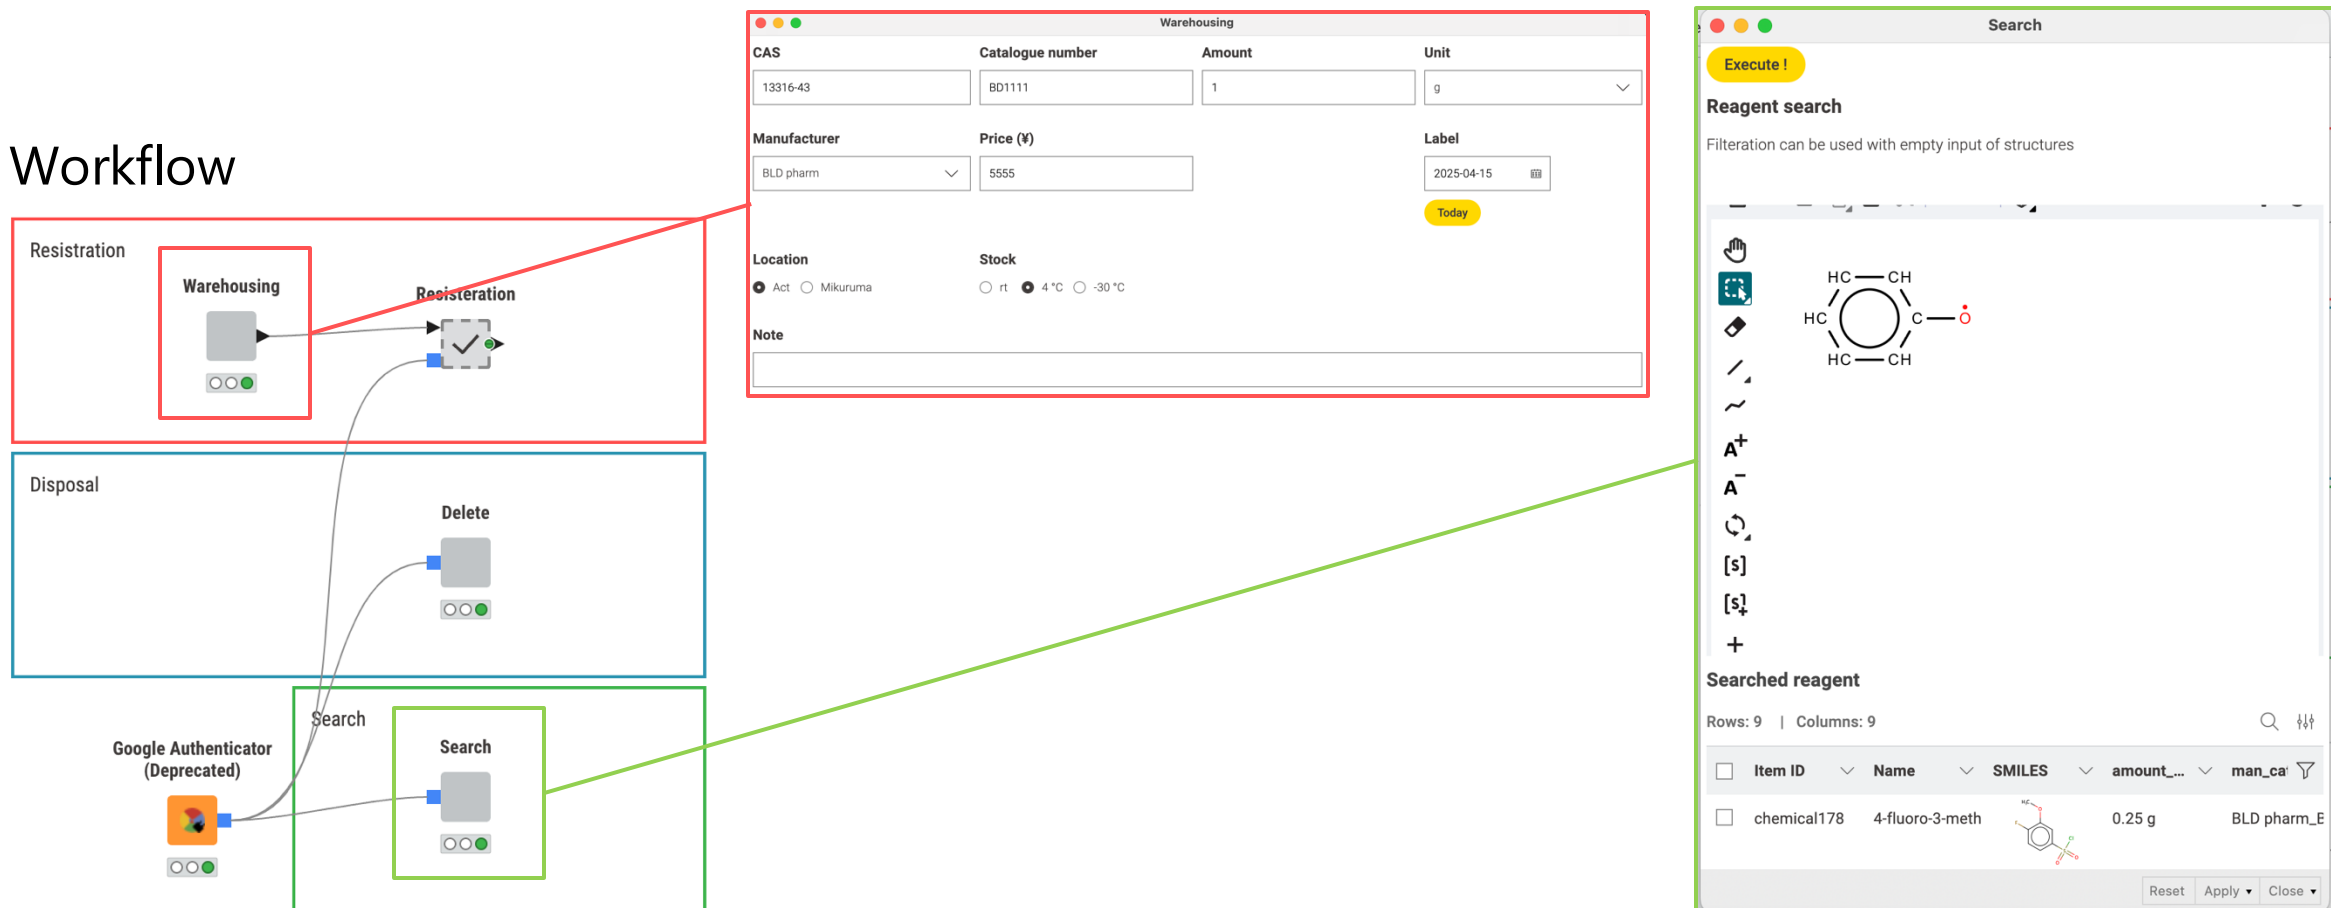 Workflow
Resistration
Warehousing
Resisteration
Disposal
Delete
Search
Search
Google Authenticator
(Deprecated)
Warehousing
CAS
Catalogue number
Amount
Unit
13316-43
BD1111
1
g
Manufacturer
Price (¥)
Label
BLD pharm
5555
2025-04-15
Today
Location
Stock
Act
Mikuruma
rt
4 °C
-30 °C
Note
Search
Execute !
Reagent search
Filteration can be used with empty input of structures
HC CH
HC C O
HC CH
A+
A-
[S]
[S]+
Searched reagent
Rows: 9 | Columns: 9
Item ID
Name
SMILES
amount_...
man_ca
chemical178
4-fluoro-3-meth
0.25 g
BLD pharm_B
Reset
Apply
Close